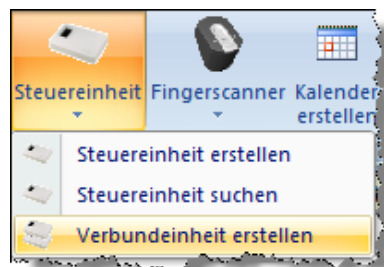 Steuereinheit Fingerscanner Kalender
erstellen
Steuereinheit erstellen
Steuereinheit suchen
Verbundeinheit erstellen